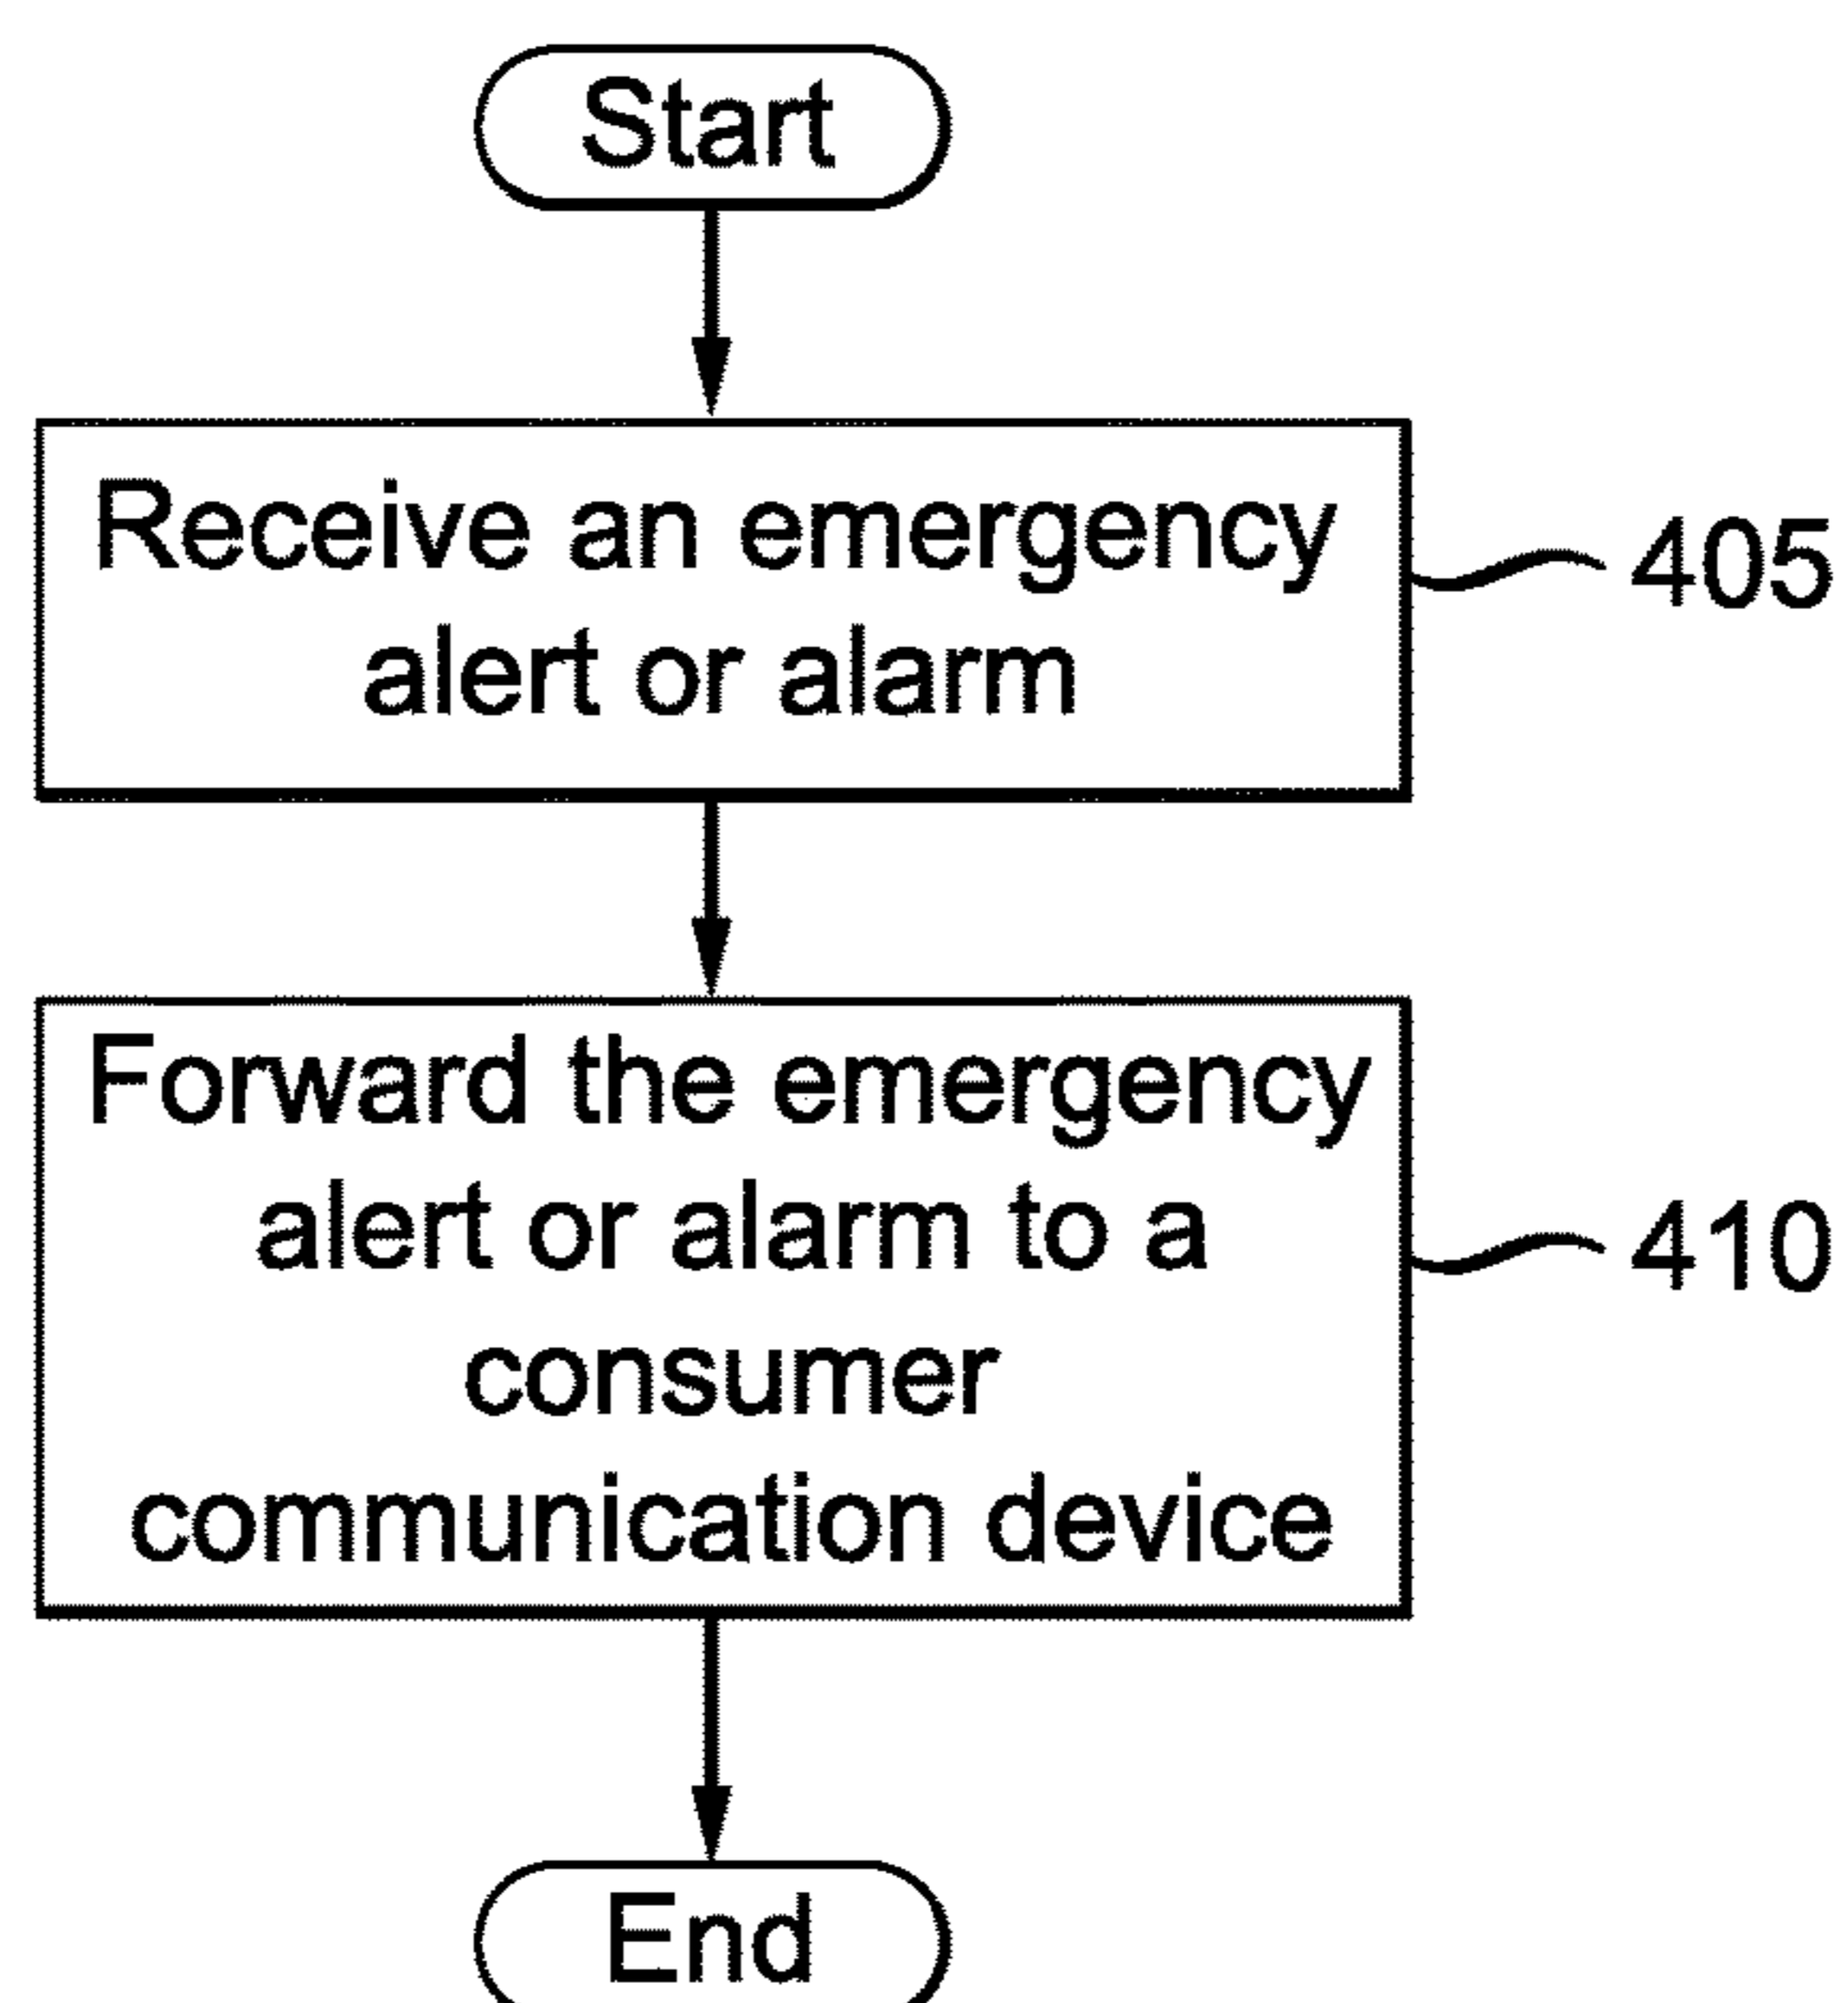 Start
Receive an emergency
alert or alarm
405
Forward the emergency
alert or alarm to a
consumer
communication device
410
End